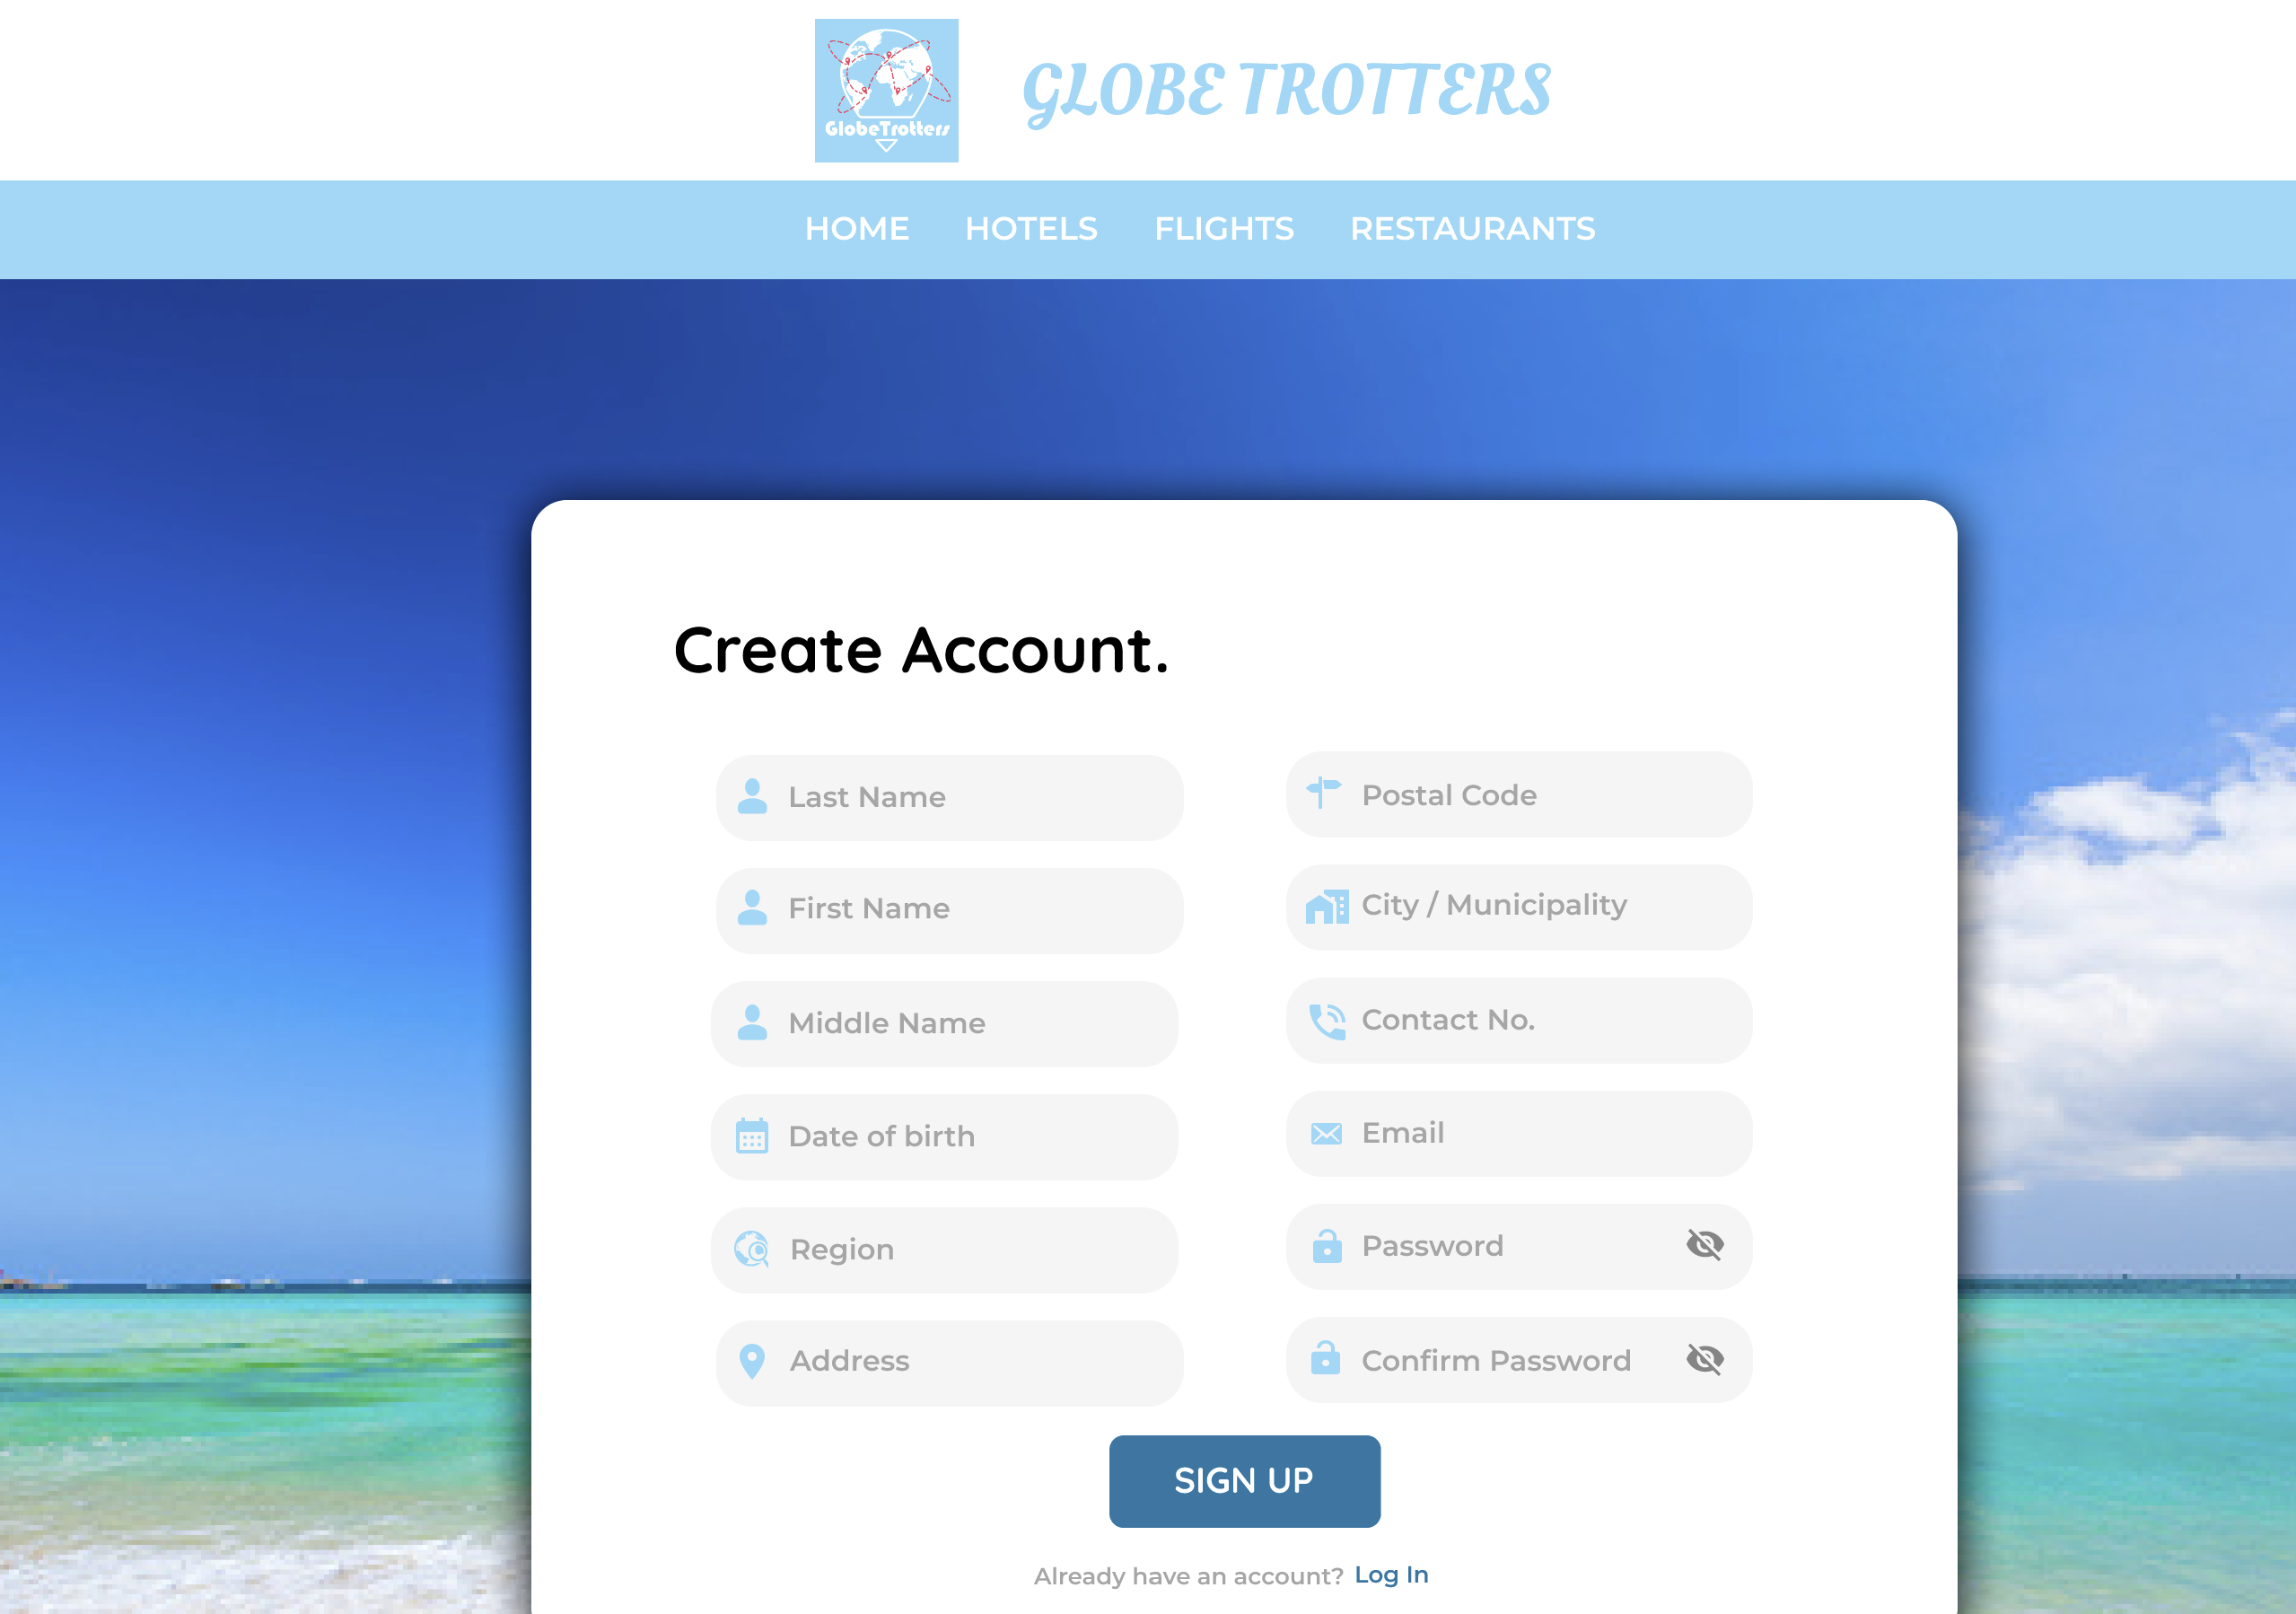 GlobeTrotters
GLOBE TROTTERS
HOME HOTELS FLIGHTS RESTAURANTS
Create Account.
Last Name
First Name
Middle Name
Date of birth
Region
Address
Postal Code
City / Municipality
Contact No.
Email
Password
Confirm Password
SIGN UP
Already have an account? Log In